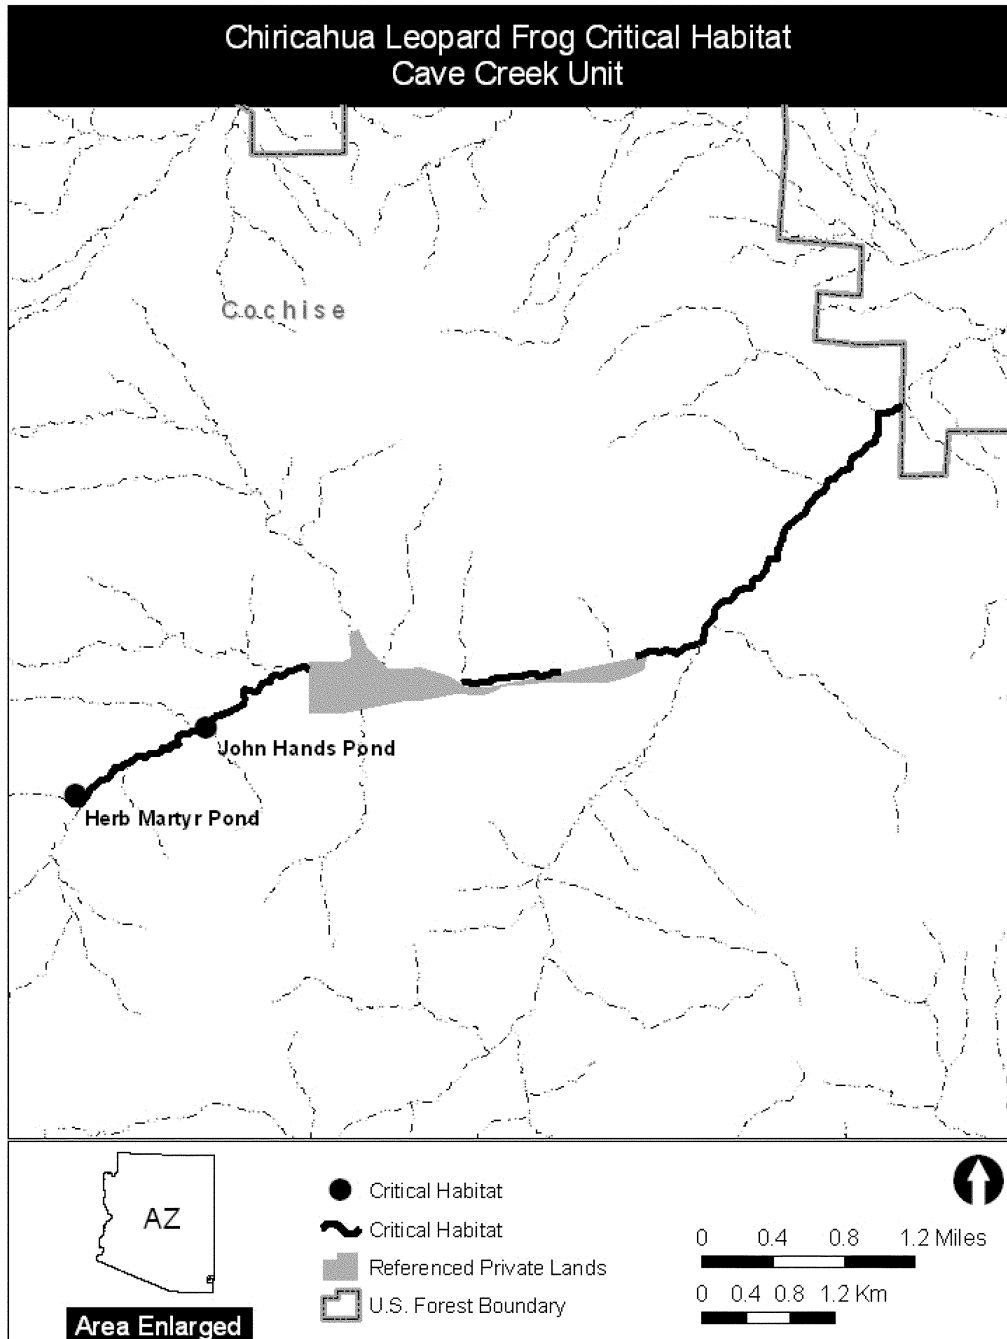 Chiricahua Leopard Frog Critical Habitat
Cave Creek Unit
Cochise
John Hands Pond
Herb Martyr Pond
AZ
Area Enlarged
Critical Habitat
Critical Habitat
Referenced Private Lands
U.S. Forest Boundary
0 0.4 0.8 1.2 Miles
0 0.4 0.8 1.2 Km